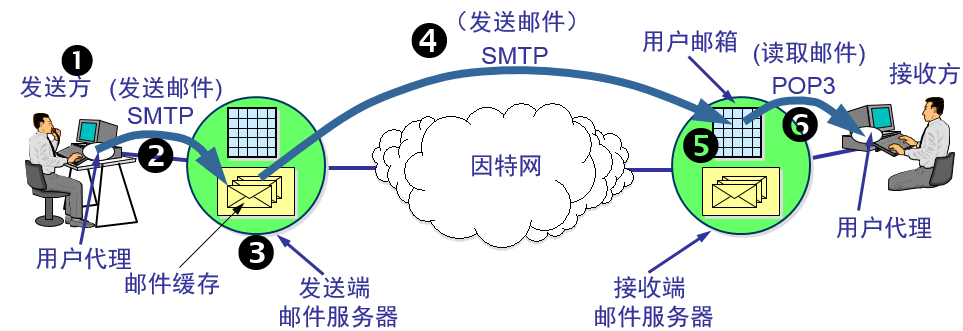 ❶
发送方
(发送邮件)
SMTP
❷
❹
（发送邮件）
SMTP
用户邮箱
(读取邮件)
POP3
接收方
❺
❻
因特网
用户代理
邮件缓存
❸
发送端
邮件服务器
接收端
邮件服务器
用户代理